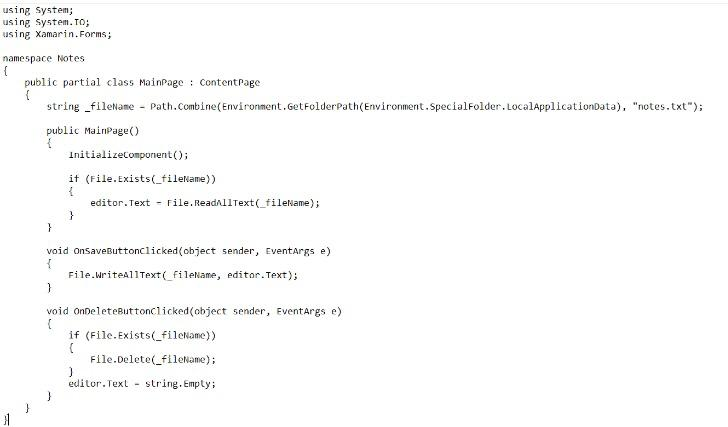 using System;
using System.IO;
using Xamarin.Forms;

namespace Notes
{
    public partial class MainPage : ContentPage
    {
        string _fileName = Path.Combine(Environment.GetFolderPath(Environment.SpecialFolder.LocalApplicationData), "notes.txt");

        public MainPage()
        {
            InitializeComponent();

            if (File.Exists(_fileName))
            {
                editor.Text = File.ReadAllText(_fileName);
            }
        }

        void OnSaveButtonClicked(object sender, EventArgs e)
        {
            File.WriteAllText(_fileName, editor.Text);
        }

        void OnDeleteButtonClicked(object sender, EventArgs e)
        {
            if (File.Exists(_fileName))
            {
                File.Delete(_fileName);
            }
            editor.Text = string.Empty;
        }
    }
}